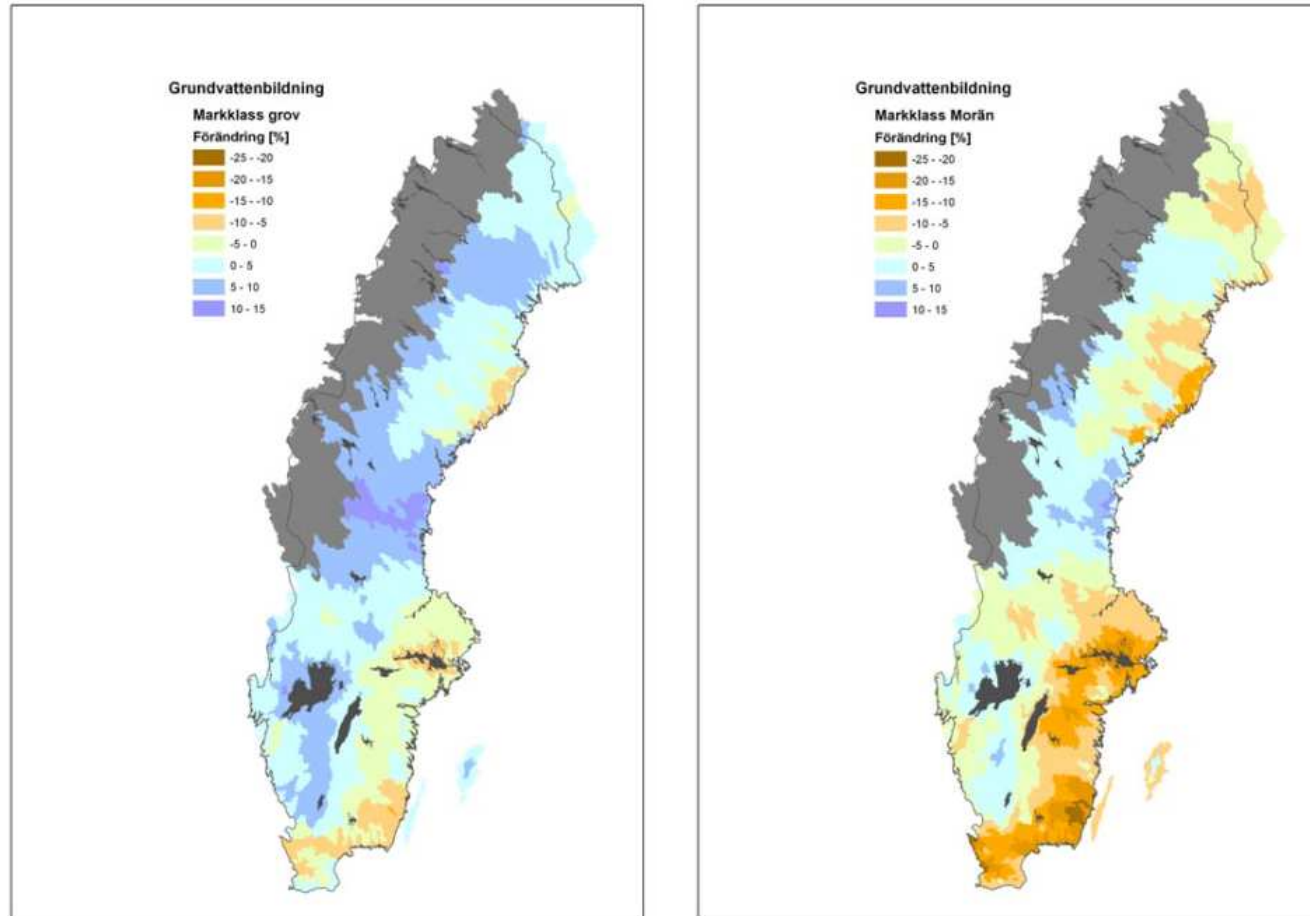 Grundvattenbildning
Markklass grov
Förändring [%]
-25 - -20
-20 - -15
-15 - -10
-10 - -5
-5 - 0
0 - 5
5 - 10
10 - 15
Grundvattenbildning
Markklass Morän
Förändring [%]
-25 - -20
-20 - -15
-15 - -10
-10 - -5
-5 - 0
0 - 5
5 - 10
10 - 15